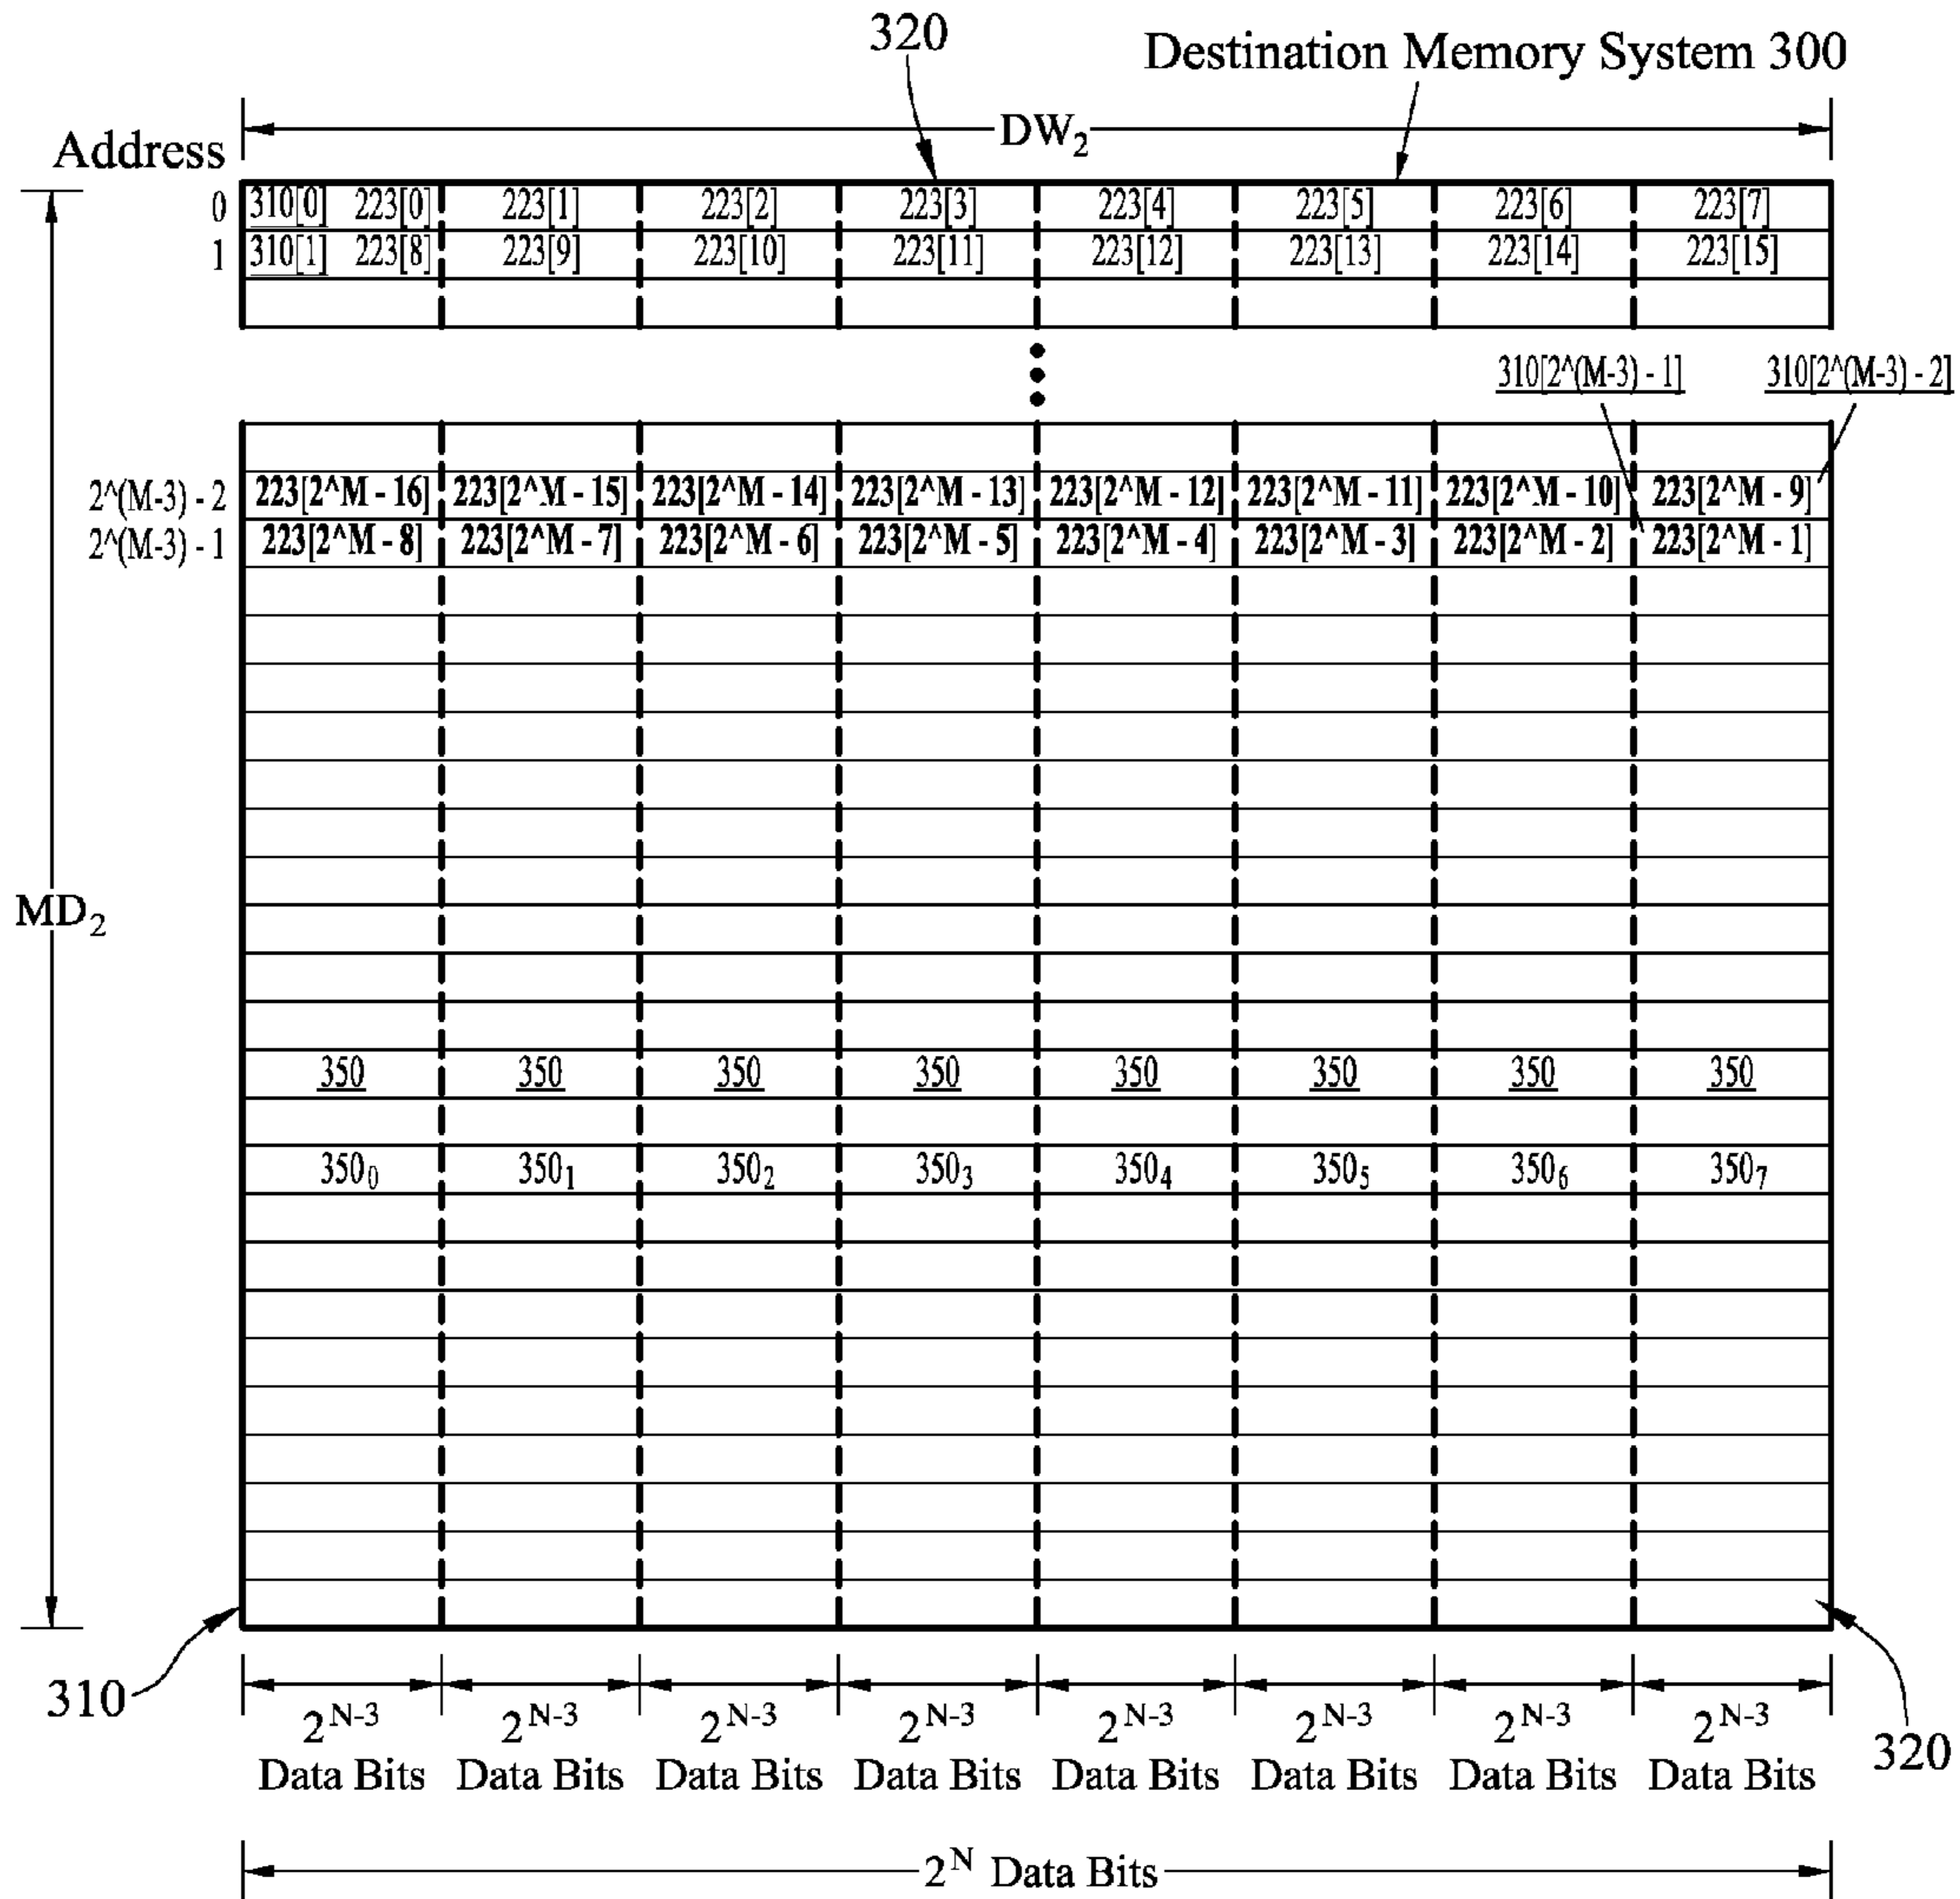 320
Destination Memory System 300
DW₂
Address
0 310[0] 223[0] 223[1] 223[2] 223[3] 223[4] 223[5] 223[6] 223[7]
1 310[1] 223[8] 223[9] 223[10] 223[11] 223[12] 223[13] 223[14] 223[15]
310[2^(M-3) - 1] 310[2^(M-3) - 2]
2^(M-3) - 2 223[2^M - 16] 223[2^M - 15] 223[2^M - 14] 223[2^M - 13] 223[2^M - 12] 223[2^M - 11] 223[2^M - 10] 223[2^M - 9]
2^(M-3) - 1 223[2^M - 8] 223[2^M - 7] 223[2^M - 6] 223[2^M - 5] 223[2^M - 4] 223[2^M - 3] 223[2^M - 2] 223[2^M - 1]
MD₂
350 350 350 350 350 350 350 350
350₀ 350₁ 350₂ 350₃ 350₄ 350₅ 350₆ 350₇
310
2ᴺ⁻³ 2ᴺ⁻³ 2ᴺ⁻³ 2ᴺ⁻³ 2ᴺ⁻³ 2ᴺ⁻³ 2ᴺ⁻³ 2ᴺ⁻³
Data Bits Data Bits Data Bits Data Bits Data Bits Data Bits Data Bits Data Bits
320
2ᴺ Data Bits